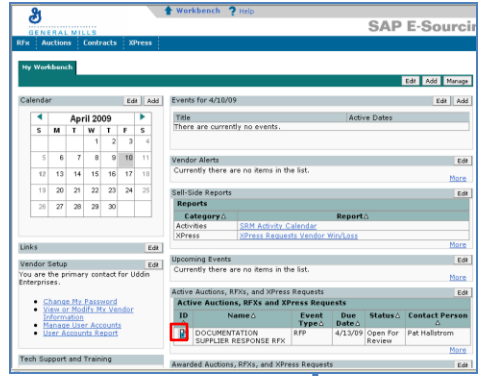 Workbench ? Help
GENERAL MILLS
SAP E-Sourcin
RFx Auctions Contracts XPress
My Workbench
Edit Add Manage
Calendar Edit Add
April 2009
S M T W T F S
1 2 3 4
5 6 7 8 9 10 11
12 13 14 15 16 17 18
19 20 21 22 23 24 25
26 27 28 29 30
Links Edit
Vendor Setup Edit
You are the primary contact for Uddin
Enterprises.
Change My Password
View or Modify My Vendor
Information
Manage User Accounts
User Accounts Report
Tech Support and Training
Events for 4/10/09 Edit Add
Title Active Dates
There are currently no events.
Vendor Alerts Edit
Currently there are no items in the list.
More
Sell-Side Reports Edit
Reports
Category Report
Activities SRM Activity Calendar
XPress XPress Requests Vendor Win/Loss
More
Upcoming Events Edit
Currently there are no items in the list.
More
Active Auctions, RFXs, and XPress Requests Edit
Active Auctions, RFXs and XPress Requests
ID Name Event Type Due Date Status Contact Person
DOCUMENTATION SUPPLIER RESPONSE RFX RFP 4/13/09 Open For Review Pat Hallstrom
More
Awarded Auctions, RFXs, and XPress Requests Edit